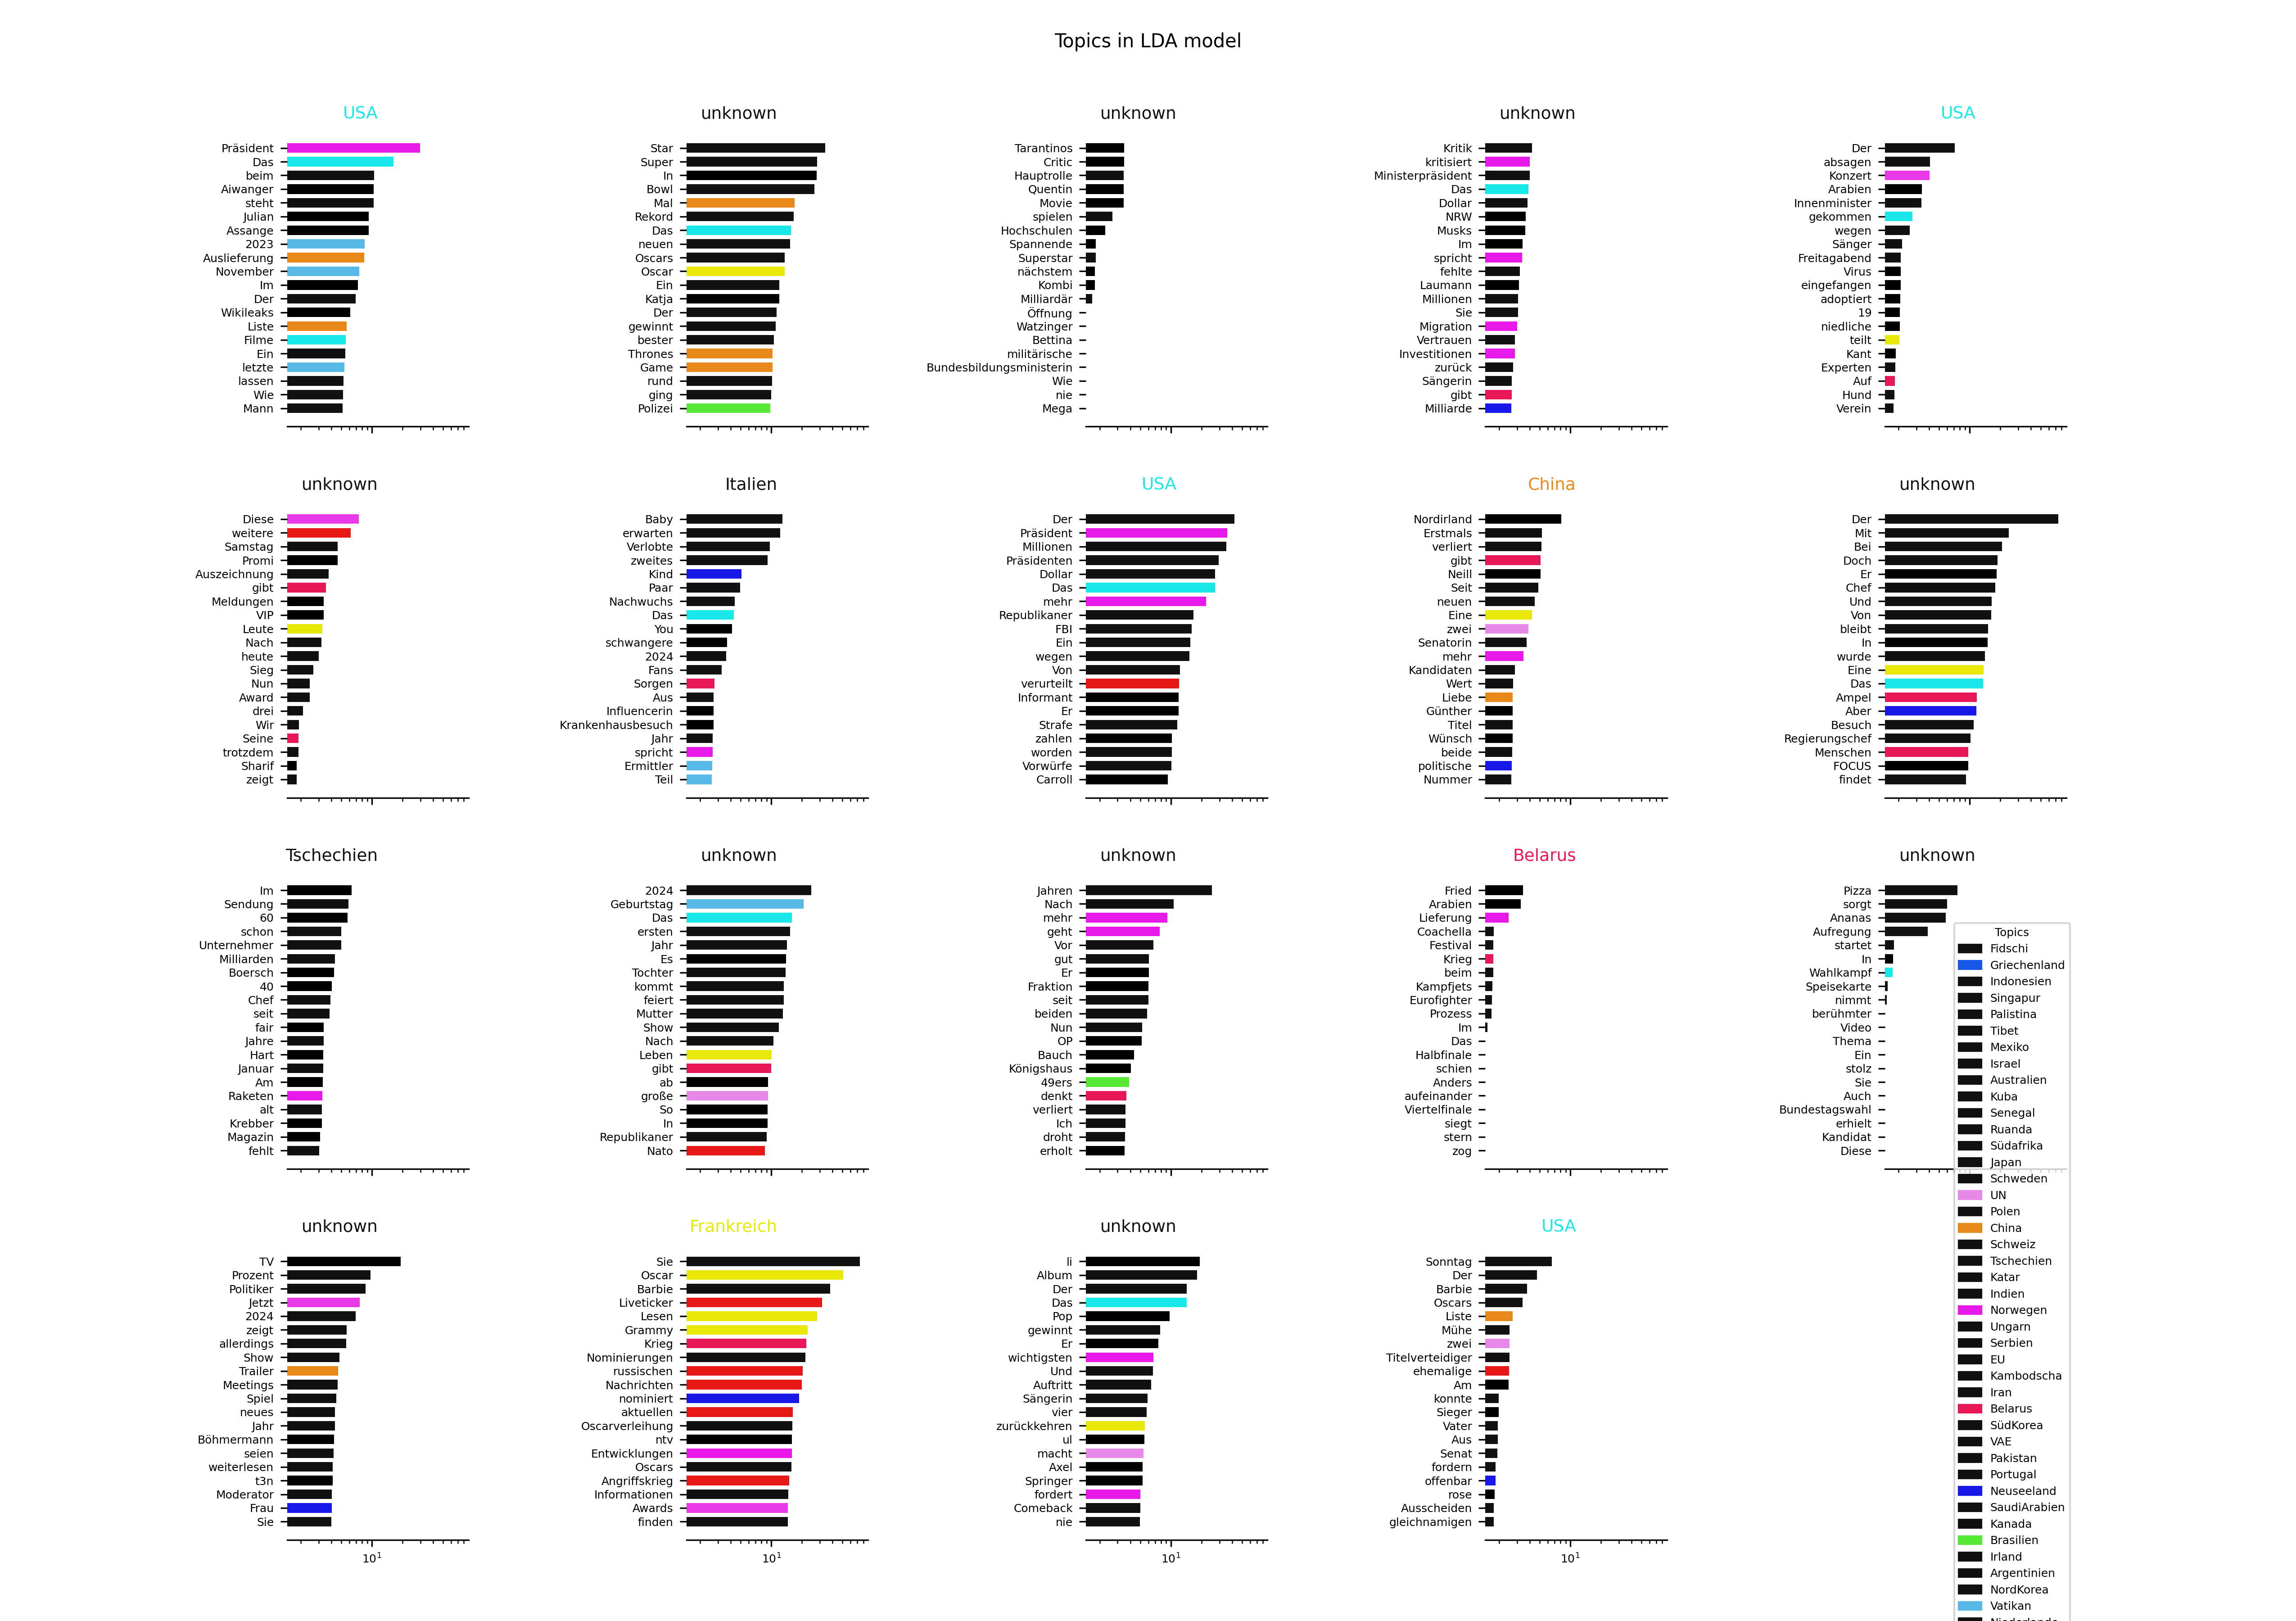 Topics in LDA model
USA
Präsident
Das
beim
Aiwanger
steht
Julian
Assange
2023
Auslieferung
November
Im
Der
Wikileaks
Liste
Filme
Ein
letzte
lassen
Wie
Mann
unknown
Star
Super
In
Bowl
Mal
Rekord
Das
neuen
Oscars
Oscar
Ein
Katja
Der
gewinnt
bester
Thrones
Game
rund
ging
Polizei
unknown
Tarantinos
Critic
Hauptrolle
Quentin
Movie
spielen
Hochschulen
Spannende
Superstar
nächstem
Kombi
Milliardär
Öffnung
Watzinger
Bettina
militärische
Bundesbildungsministerin
Wie
nie
Mega
unknown
Kritik
kritisiert
Ministerpräsident
Das
Dollar
NRW
Musks
Im
spricht
fehlte
Laumann
Millionen
Sie
Migration
Vertrauen
Investitionen
zurück
Sängerin
gibt
Milliarde
USA
Der
absagen
Konzert
Arabien
Innenminister
gekommen
wegen
Sänger
Freitagabend
Virus
eingefangen
adoptiert
19
niedliche
teilt
Kant
Experten
Auf
Hund
Verein
unknown
Diese
weitere
Samstag
Promi
Auszeichnung
gibt
Meldungen
VIP
Leute
Nach
heute
Sieg
Nun
Award
drei
Wir
Seine
trotzdem
Sharif
zeigt
Italien
Baby
erwarten
Verlobte
zweites
Kind
Paar
Nachwuchs
Das
You
schwangere
2024
Fans
Sorgen
Aus
Influencerin
Krankenhausbesuch
Jahr
spricht
Ermittler
Teil
USA
Der
Präsident
Millionen
Präsidenten
Dollar
Das
mehr
Republikaner
FBI
Ein
wegen
Von
verurteilt
Informant
Er
Strafe
zahlen
worden
Vorwürfe
Carroll
China
Nordirland
Erstmals
verliert
gibt
Neill
Seit
neuen
Eine
zwei
Senatorin
mehr
Kandidaten
Wert
Liebe
Günther
Titel
Wünsch
beide
politische
Nummer
unknown
Der
Mit
Bei
Doch
Er
Chef
Und
Von
bleibt
In
wurde
Eine
Das
Ampel
Aber
Besuch
Regierungschef
Menschen
FOCUS
findet
Tschechien
Im
Sendung
60
schon
Unternehmer
Milliarden
Boersch
40
Chef
seit
fair
Jahre
Hart
Januar
Am
Raketen
alt
Krebber
Magazin
fehlt
unknown
2024
Geburtstag
Das
ersten
Jahr
Es
Tochter
kommt
feiert
Mutter
Show
Nach
Leben
gibt
ab
große
So
In
Republikaner
Nato
unknown
Jahren
Nach
mehr
geht
Vor
gut
Er
Fraktion
seit
beiden
Nun
OP
Bauch
Königshaus
49ers
denkt
verliert
Ich
droht
erholt
Belarus
Fried
Arabien
Lieferung
Coachella
Festival
Krieg
beim
Kampfjets
Eurofighter
Prozess
Im
Das
Halbfinale
schien
Anders
aufeinander
Viertelfinale
siegt
stern
zog
unknown
Pizza
sorgt
Ananas
Aufregung
startet
In
Wahlkampf
Speisekarte
nimmt
berühmter
Video
Thema
Ein
stolz
Sie
Auch
Bundestagswahl
erhielt
Kandidat
Diese
unknown
TV
Prozent
Politiker
Jetzt
2024
zeigt
allerdings
Show
Trailer
Meetings
Spiel
neues
Jahr
Böhmermann
seien
weiterlesen
t3n
Moderator
Frau
Sie
10¹
Frankreich
Sie
Oscar
Barbie
Liveticker
Lesen
Grammy
Krieg
Nominierungen
russischen
Nachrichten
nominiert
aktuellen
Oscarverleihung
ntv
Entwicklungen
Oscars
Angriffskrieg
Informationen
Awards
finden
10¹
unknown
li
Album
Der
Das
Pop
gewinnt
Er
wichtigsten
Und
Auftritt
Sängerin
vier
zurückkehren
ul
macht
Axel
Springer
fordert
Comeback
nie
10¹
USA
Sonntag
Der
Barbie
Oscars
Liste
Mühe
zwei
Titelverteidiger
ehemalige
Am
konnte
Sieger
Vater
Aus
Senat
fordern
offenbar
rose
Ausscheiden
gleichnamigen
10¹
Topics
Fidschi
Griechenland
Indonesien
Singapur
Palistina
Tibet
Mexiko
Israel
Australien
Kuba
Senegal
Ruanda
Südafrika
Japan
Schweden
UN
Polen
China
Schweiz
Tschechien
Katar
Indien
Norwegen
Ungarn
Serbien
EU
Kambodscha
Iran
Belarus
SüdKorea
VAE
Pakistan
Portugal
Neuseeland
SaudiArabien
Kanada
Brasilien
Irland
Argentinien
NordKorea
Vatikan